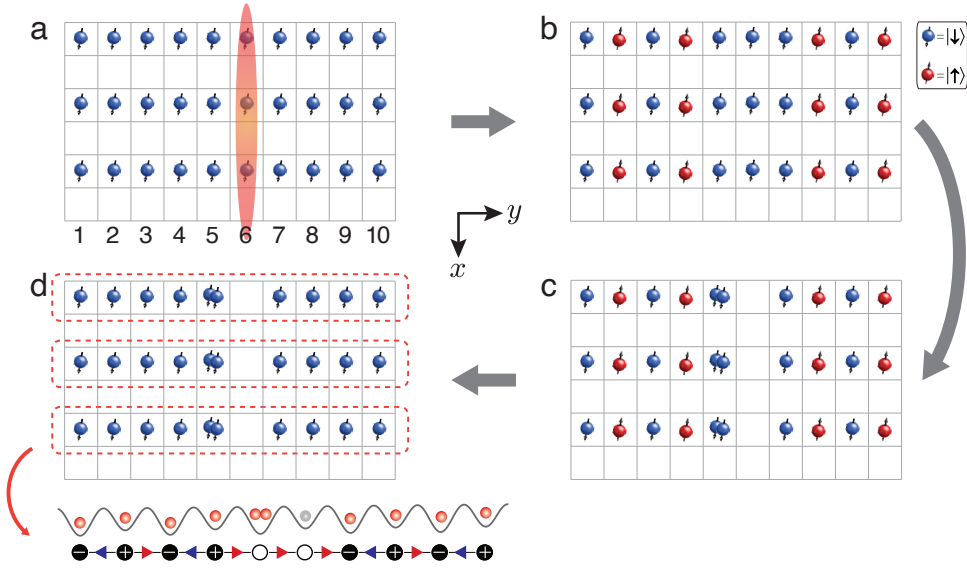 a
1 2 3 4 5 6 7 8 9 10
b
=|↓⟩
=|↑⟩
y
x
d
c
− + − + − + − +